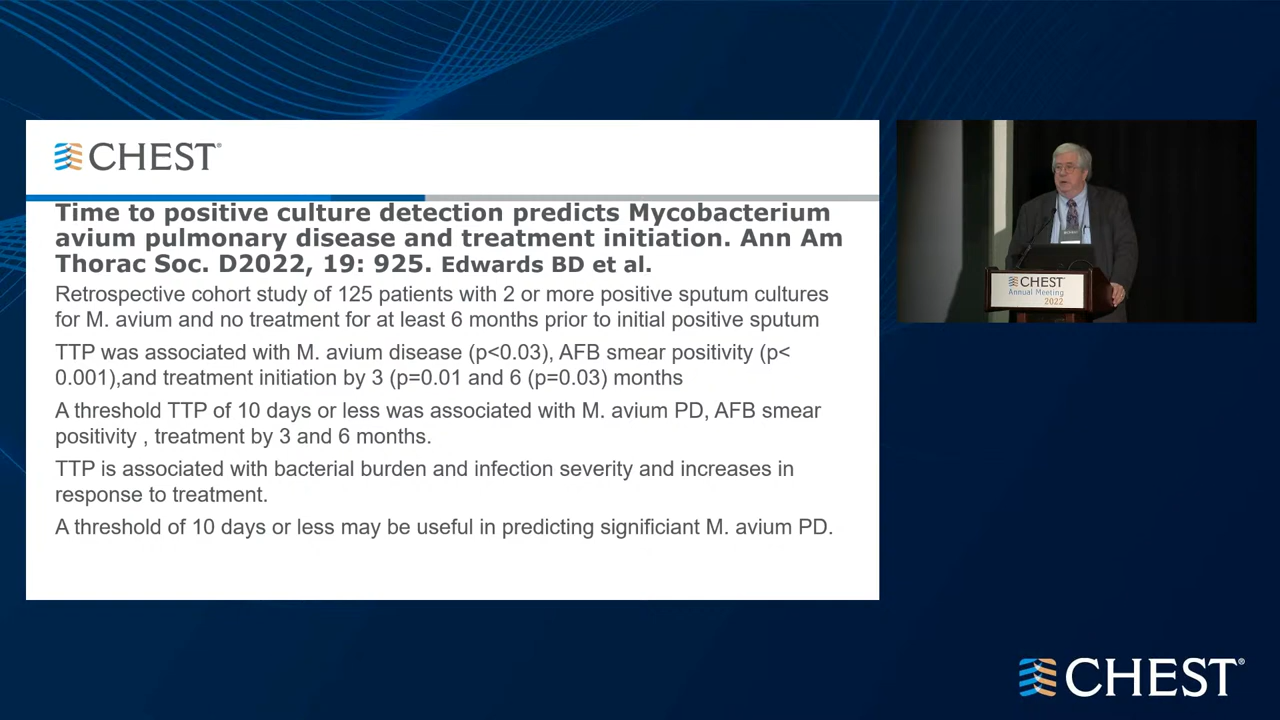 CHEST
Time to positive culture detection predicts Mycobacterium
avium pulmonary disease and treatment initiation. Ann Am
Thorac Soc. D2022, 19: 925. Edwards BD et al.
Retrospective cohort study of 125 patients with 2 or more positive sputum cultures
for M. avium and no treatment for at least 6 months prior to initial positive sputum
TTP was associated with M. avium disease (p<0.03), AFB smear positivity (p<
0.001),and treatment initiation by 3 (p=0.01 and 6 (p=0.03) months
A threshold TTP of 10 days or less was associated with M. avium PD, AFB smear
positivity , treatment by 3 and 6 months.
TTP is associated with bacterial burden and infection severity and increases in
response to treatment.
A threshold of 10 days or less may be useful in predicting significiant M. avium PD.
CHEST
Annual Meeting
2022
CHEST